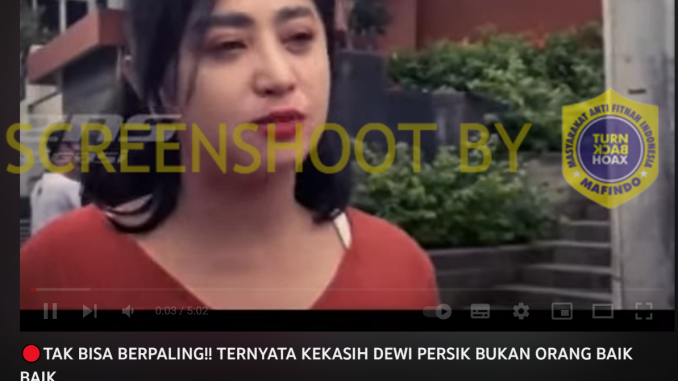 SCREENSHOOT BY
MASYARAKAT ANTI FITNAH INDONESIA
TURN
BACK
HOAX
MAFINDO
0:03 / 5:02
🔴TAK BISA BERPALING!! TERNYATA KEKASIH DEWI PERSIK BUKAN ORANG BAIK
BAIK